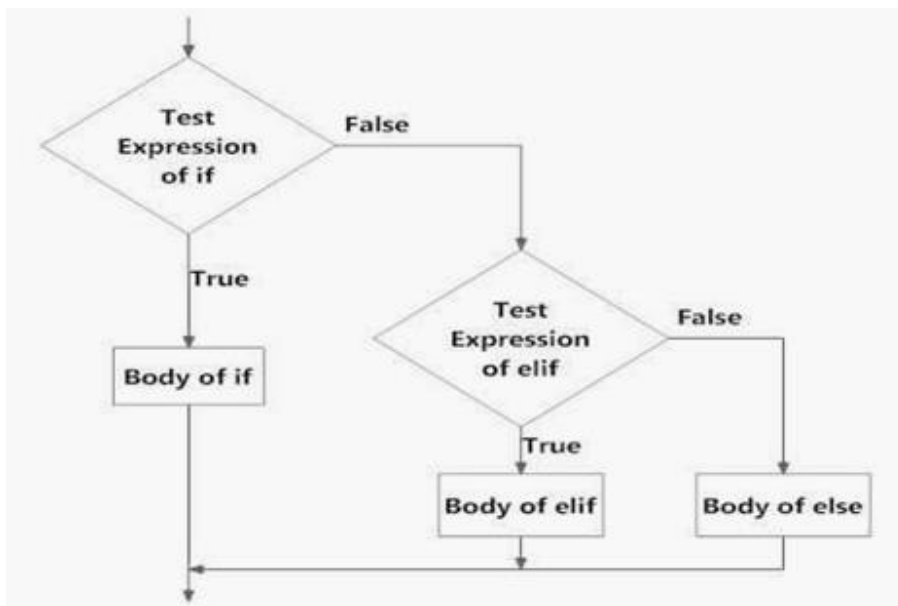 Test
Expression
of if
False
True
Body of if
Test
Expression
of elif
False
True
Body of elif
Body of else